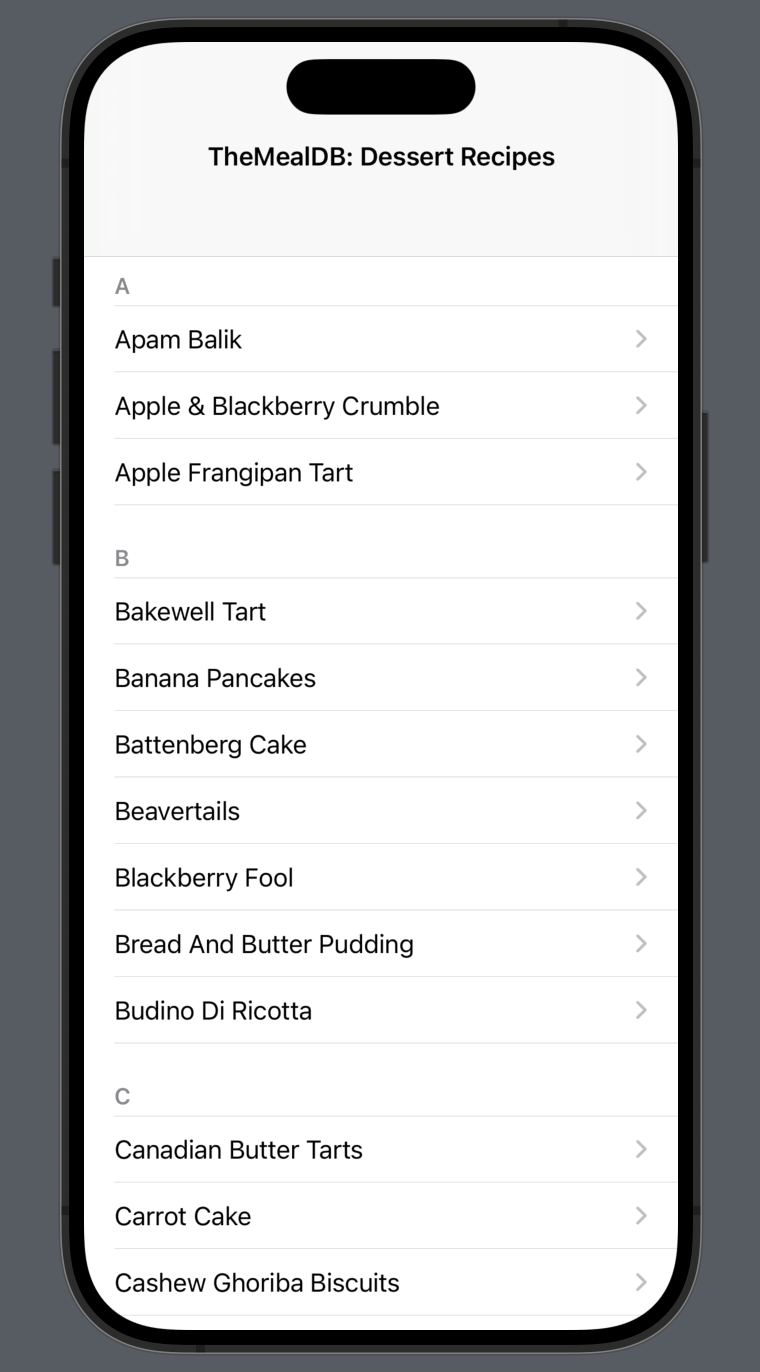 TheMealDB: Dessert Recipes
A
Apam Balik
Apple & Blackberry Crumble
Apple Frangipan Tart
B
Bakewell Tart
Banana Pancakes
Battenberg Cake
Beavertails
Blackberry Fool
Bread And Butter Pudding
Budino Di Ricotta
C
Canadian Butter Tarts
Carrot Cake
Cashew Ghoriba Biscuits